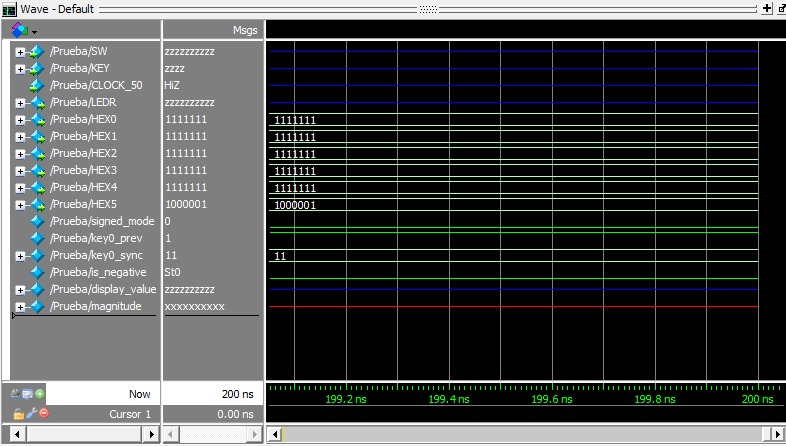 Wave - Default
Msgs
/Prueba/SW zzzzzzzzzz
/Prueba/KEY zzzz
/Prueba/CLOCK_50 HiZ
/Prueba/LEDR zzzzzzzzzz
/Prueba/HEX0 1111111 1111111
/Prueba/HEX1 1111111 1111111
/Prueba/HEX2 1111111 1111111
/Prueba/HEX3 1111111 1111111
/Prueba/HEX4 1111111 1111111
/Prueba/HEX5 1000001 1000001
/Prueba/signed_mode 0
/Prueba/key0_prev 1
/Prueba/key0_sync 11 11
/Prueba/is_negative St0
/Prueba/display_value zzzzzzzzzz
/Prueba/magnitude xxxxxxxxxx
Now 200 ns 199.2 ns 199.4 ns 199.6 ns 199.8 ns 200 ns
Cursor 1 0.00 ns